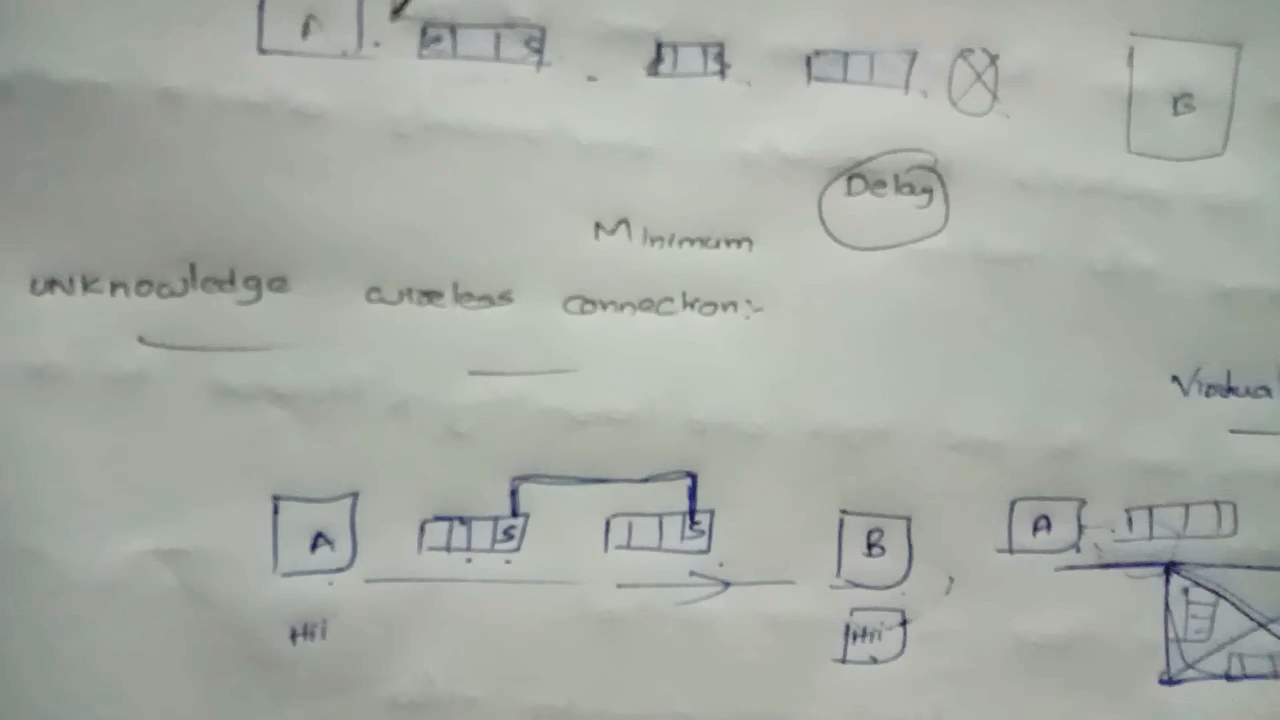 B
Delay
Minimum
unknowledge wireless connection:-
A S S B A
Hii Hii